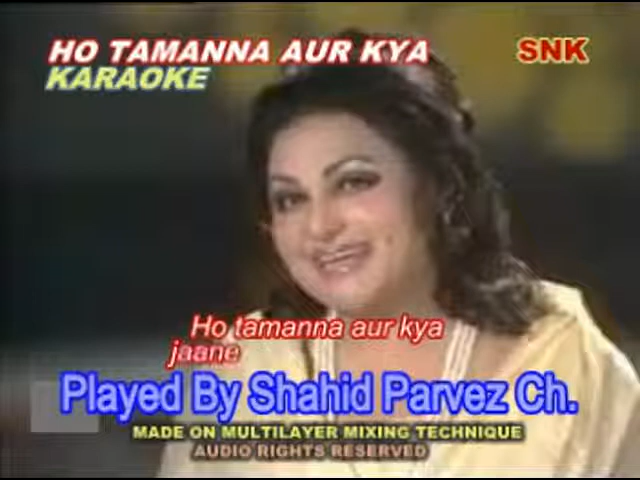 HO TAMANNA AUR KYA SNK
KARAOKE
Ho tamanna aur kya
jaane
Played By Shahid Parvez Ch.
MADE ON MULTILAYER MIXING TECHNIQUE
AUDIO RIGHTS RESERVED